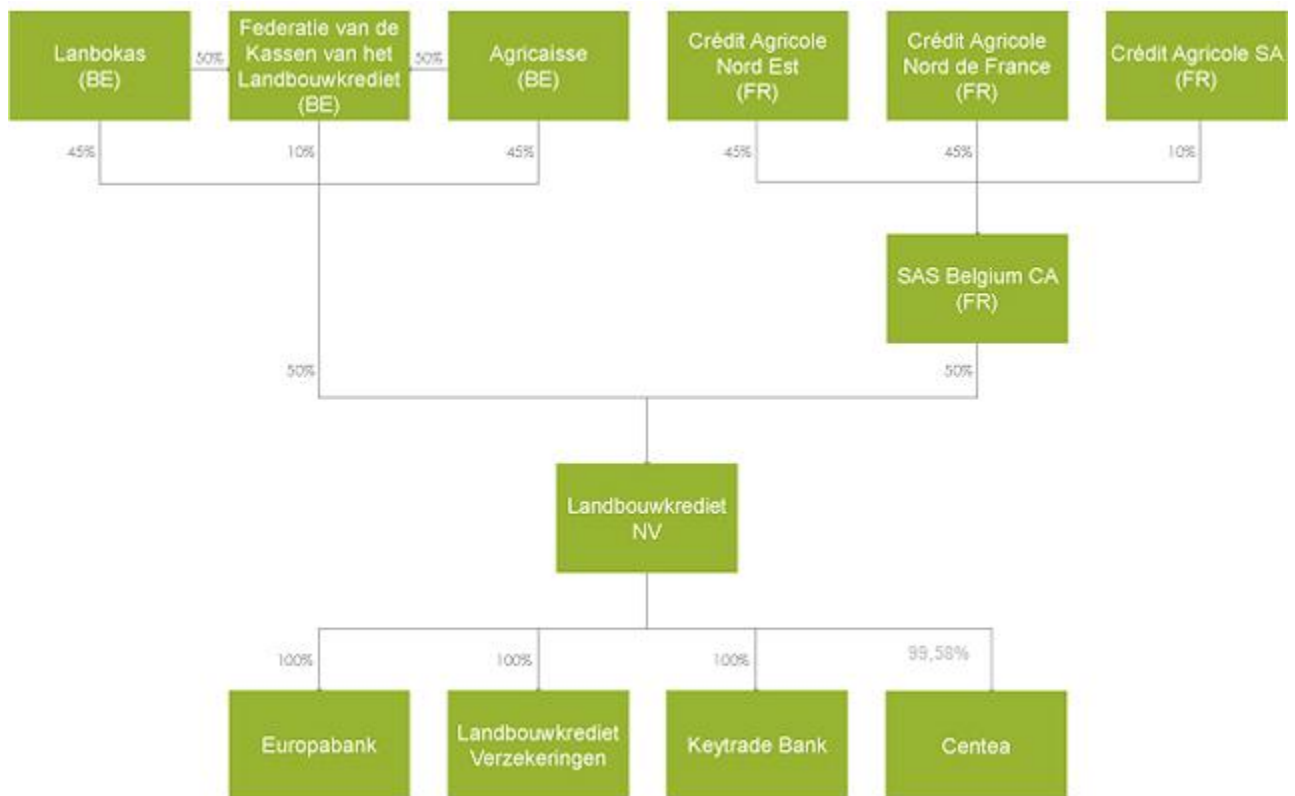 Lanbokas
(BE)
50%
Federatie van de
Kassen van het
Landbouwkrediet
(BE)
50%
Agricaisse
(BE)
Crédit Agricole
Nord Est
(FR)
Crédit Agricole
Nord de France
(FR)
Crédit Agricole SA
(FR)
45%
10%
45%
45%
45%
10%
SAS Belgium CA
(FR)
50%
50%
Landbouwkrediet
NV
100%
100%
100%
99,58%
Europabank
Landbouwkrediet
Verzekeringen
Keytrade Bank
Centea